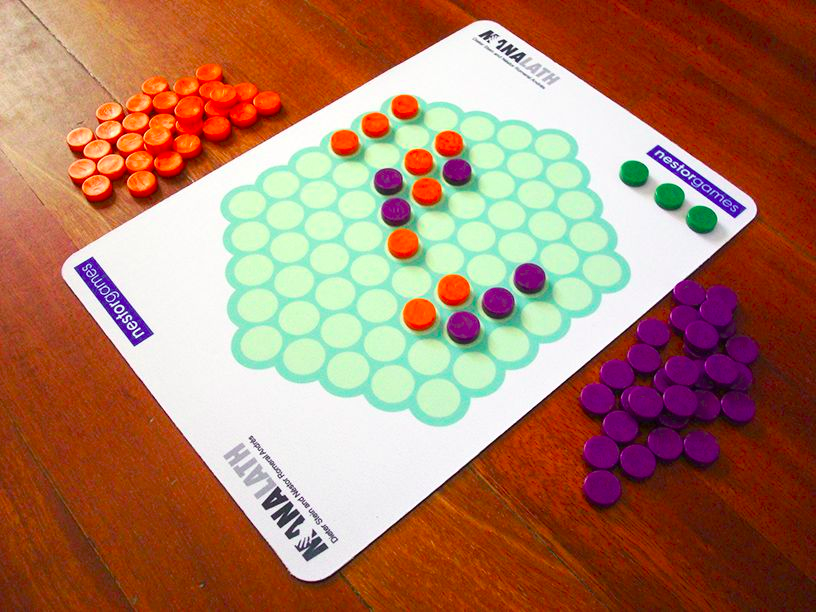 MANALATH
Dieter Stein and Néstor Romeral Andrés
nestorgames
nestorgames
MANALATH
Dieter Stein and Néstor Romeral Andrés